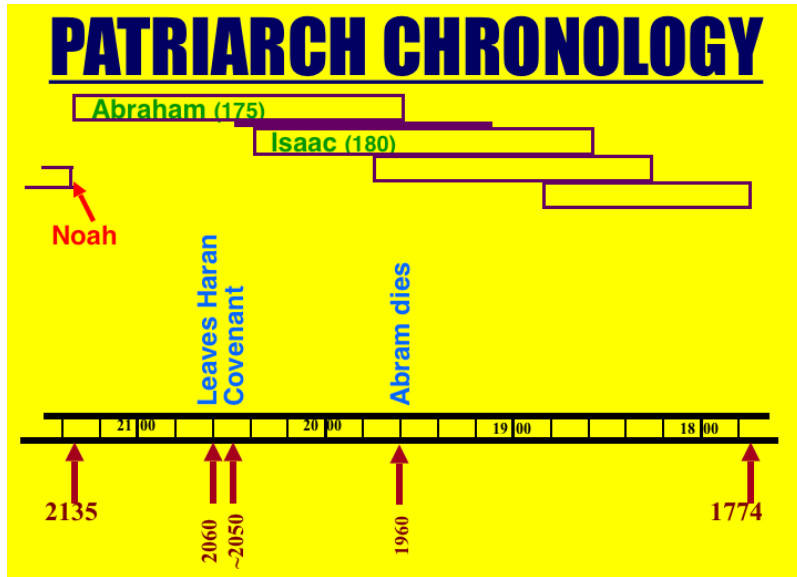 PATRIARCH CHRONOLOGY
Abraham (175)
Isaac (180)
Noah
Leaves Haran
Covenant
Abram dies
2100
2000
1900
1800
2135
2060
~2050
1960
1774